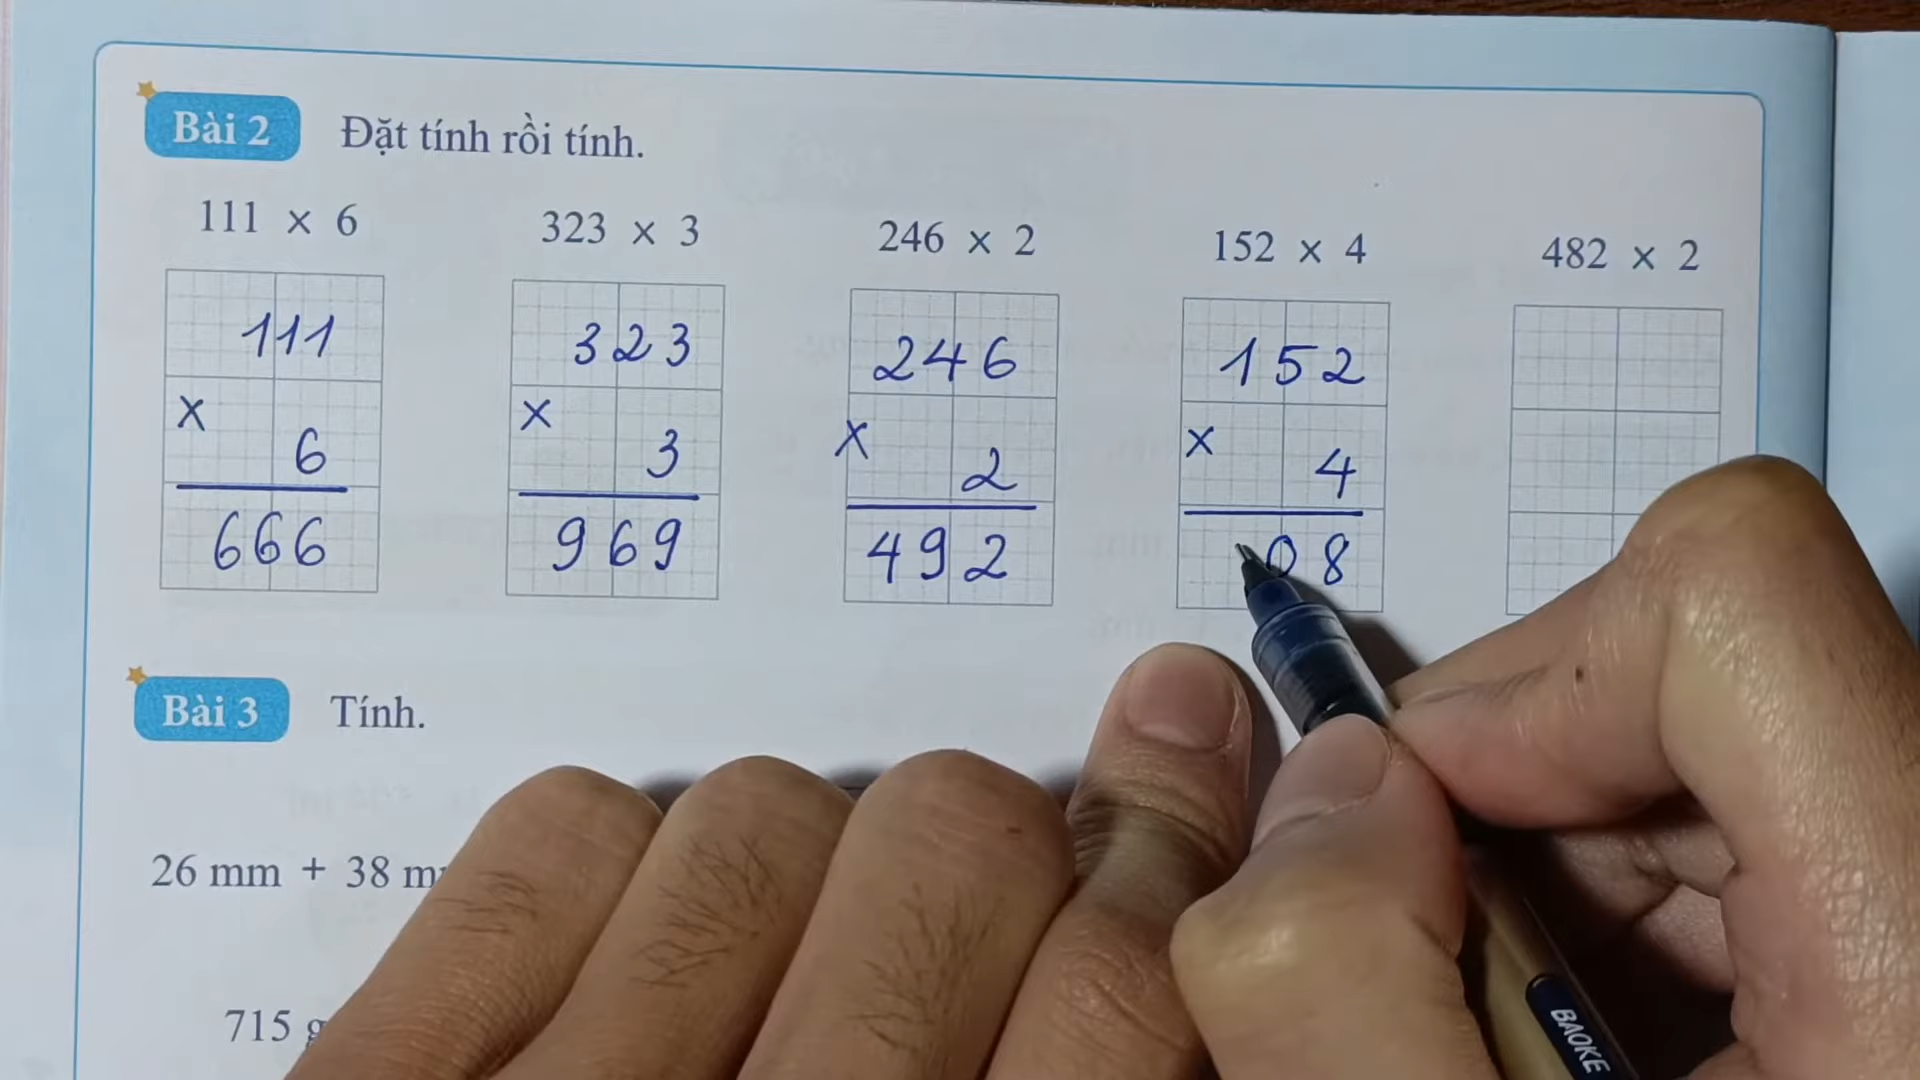 Bài 2 Đặt tính rồi tính.
111 × 6 323 × 3 246 × 2 152 × 4 482 × 2
111 323 246 152
× × × ×
6 3 2 4
666 969 492 08
Bài 3 Tính.
26 mm + 38
715
BAOKE